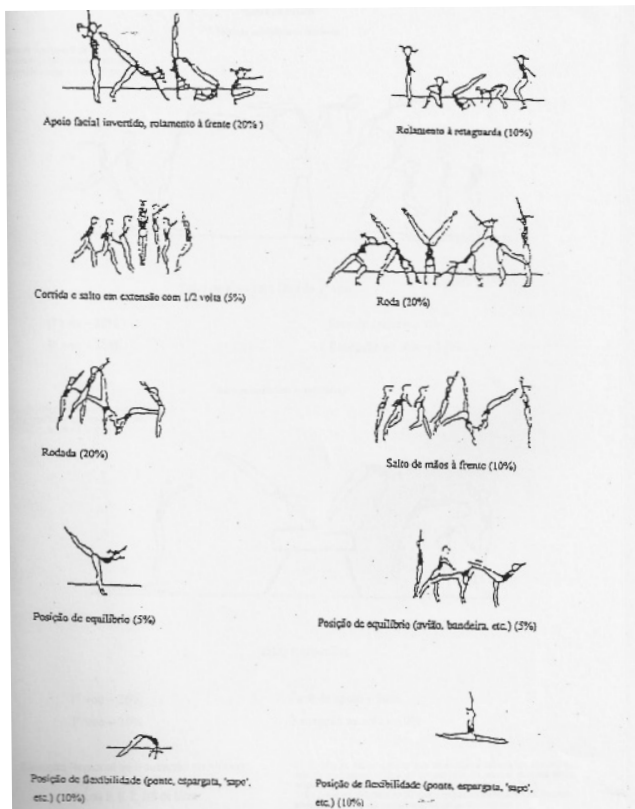 Apoio facial invertido, rolamento à frente (20%)
Rolamento à retaguarda (10%)
Corrida e salto em extensão com 1/2 volta (5%)
Roda (20%)
Rodada (20%)
Salto de mãos à frente (10%)
Posição de equilíbrio (5%)
Posição de equilíbrio (avião, bandeira, etc.) (5%)
Posição de flexibilidade (ponte, espargata, 'sapo',
etc.) (10%)
Posição de flexibilidade (ponte, espargata, 'sapo',
etc.) (10%)